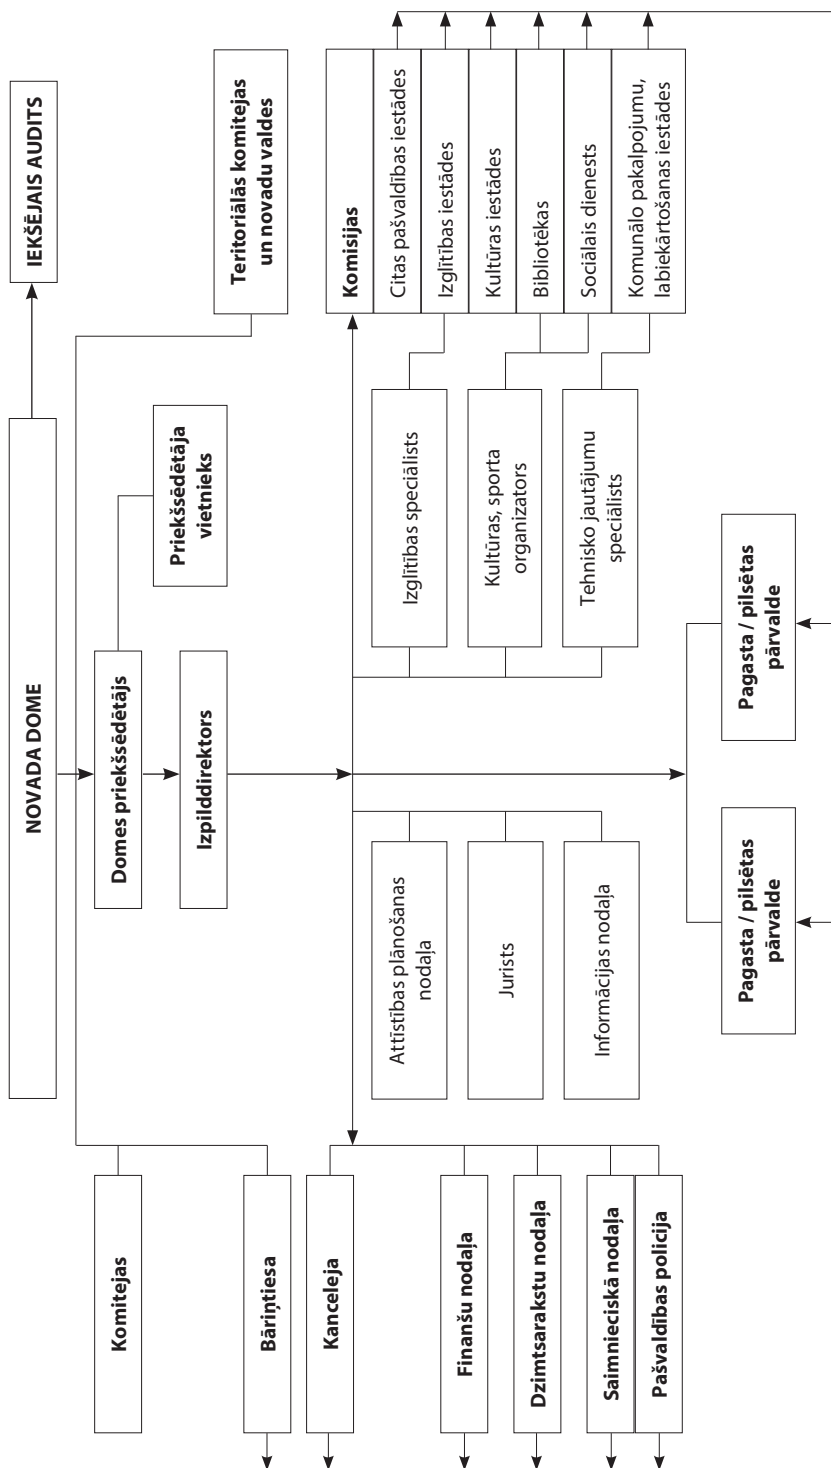 NOVADA DOME
IEKŠĒJAIS AUDITS
Domes priekšsēdētājs
Priekšsēdētāja
vietnieks
Izpilddirektors
Komitejas
Bāriņtiesa
Teritoriālās komitejas
un novadu valdes
Kanceleja
Finanšu nodaļa
Dzimtsarakstu nodaļa
Saimnieciskā nodaļa
Pašvaldības policija
Attīstības plānošanas
nodaļa
Jurists
Informācijas nodaļa
Izglītības speciālists
Kultūras, sporta
organizators
Tehnisko jautājumu
speciālists
Komisijas
Citas pašvaldības iestādes
Izglītības iestādes
Kultūras iestādes
Bibliotēkas
Sociālais dienests
Komunālo pakalpojumu,
labiekārtošanas iestādes
Pagasta / pilsētas
pārvalde
Pagasta / pilsētas
pārvalde